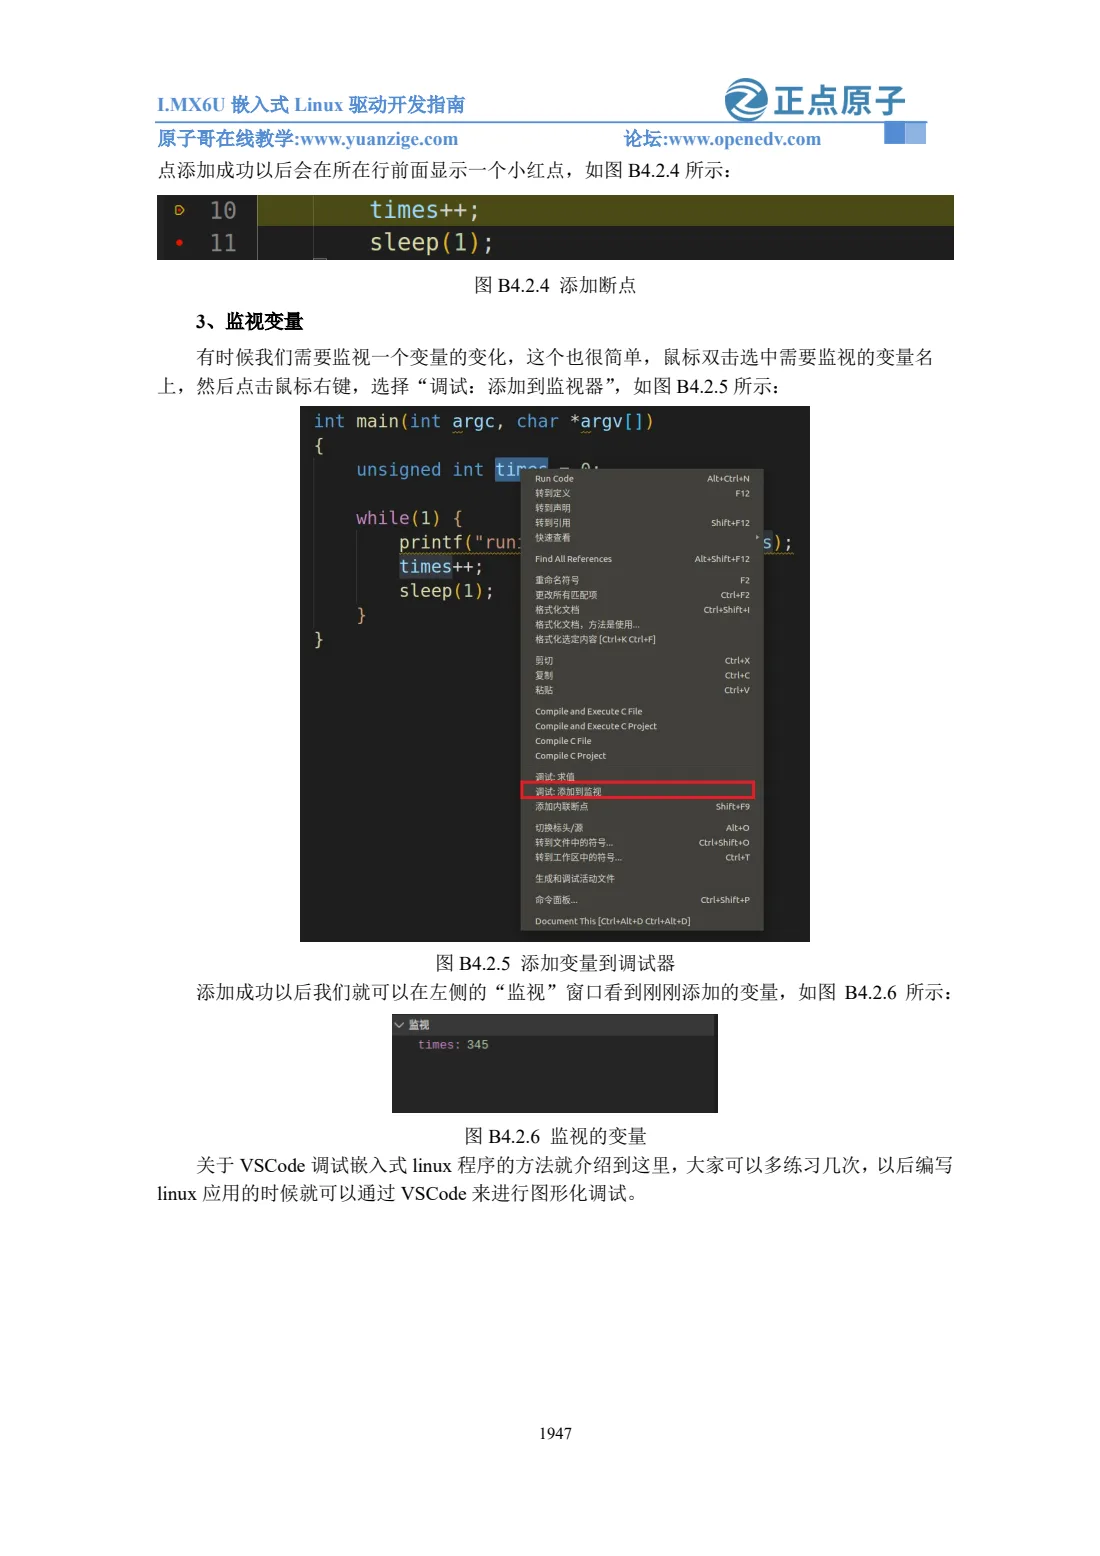 I.MX6U 嵌入式 Linux 驱动开发指南
正点原子
原子哥在线教学:www.yuanzige.com 论坛:www.openedv.com
点添加成功以后会在所在行前面显示一个小红点，如图 B4.2.4 所示：
10 times++;
11 sleep(1);
图 B4.2.4 添加断点
3、监视变量
有时候我们需要监视一个变量的变化，这个也很简单，鼠标双击选中需要监视的变量名
上，然后点击鼠标右键，选择“调试：添加到监视器”，如图 B4.2.5 所示：
int main(int argc, char *argv[])
{
unsigned int times = 0;
Run Code Alt+Ctrl+N
转到定义 F12
转到声明
转到引用 Shift+F12
快速查看
Find All References Alt+Shift+F12
重命名符号 F2
更改所有匹配项 Ctrl+F2
格式化文档 Ctrl+Shift+I
格式化文档，方法是使用...
格式化选定内容 [Ctrl+K Ctrl+F]
剪切 Ctrl+X
复制 Ctrl+C
粘贴 Ctrl+V
Compile and Execute C File
Compile and Execute C Project
Compile C File
Compile C Project
调试: 求值
调试: 添加到监视
添加内联断点 Shift+F9
切换标头/源 Alt+O
转到文件中的符号... Ctrl+Shift+O
转到工作区中的符号... Ctrl+T
生成和调试活动文件
命令面板... Ctrl+Shift+P
Document This [Ctrl+Alt+D Ctrl+Alt+D]
while(1) {
printf("runi s);
times++;
sleep(1);
}
}
图 B4.2.5 添加变量到调试器
添加成功以后我们就可以在左侧的“监视”窗口看到刚刚添加的变量，如图 B4.2.6 所示：
监视
times: 345
图 B4.2.6 监视的变量
关于 VSCode 调试嵌入式 linux 程序的方法就介绍到这里，大家可以多练习几次，以后编写
linux 应用的时候就可以通过 VSCode 来进行图形化调试。
1947